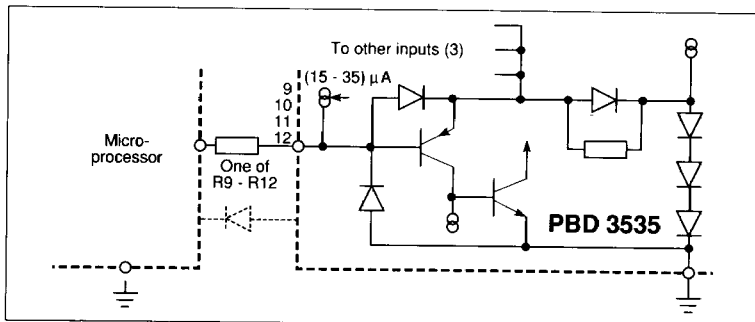 To other inputs (3)
(15 - 35) μA
9
10
11
12
Micro-
processor
One of
R9 - R12
PBD 3535